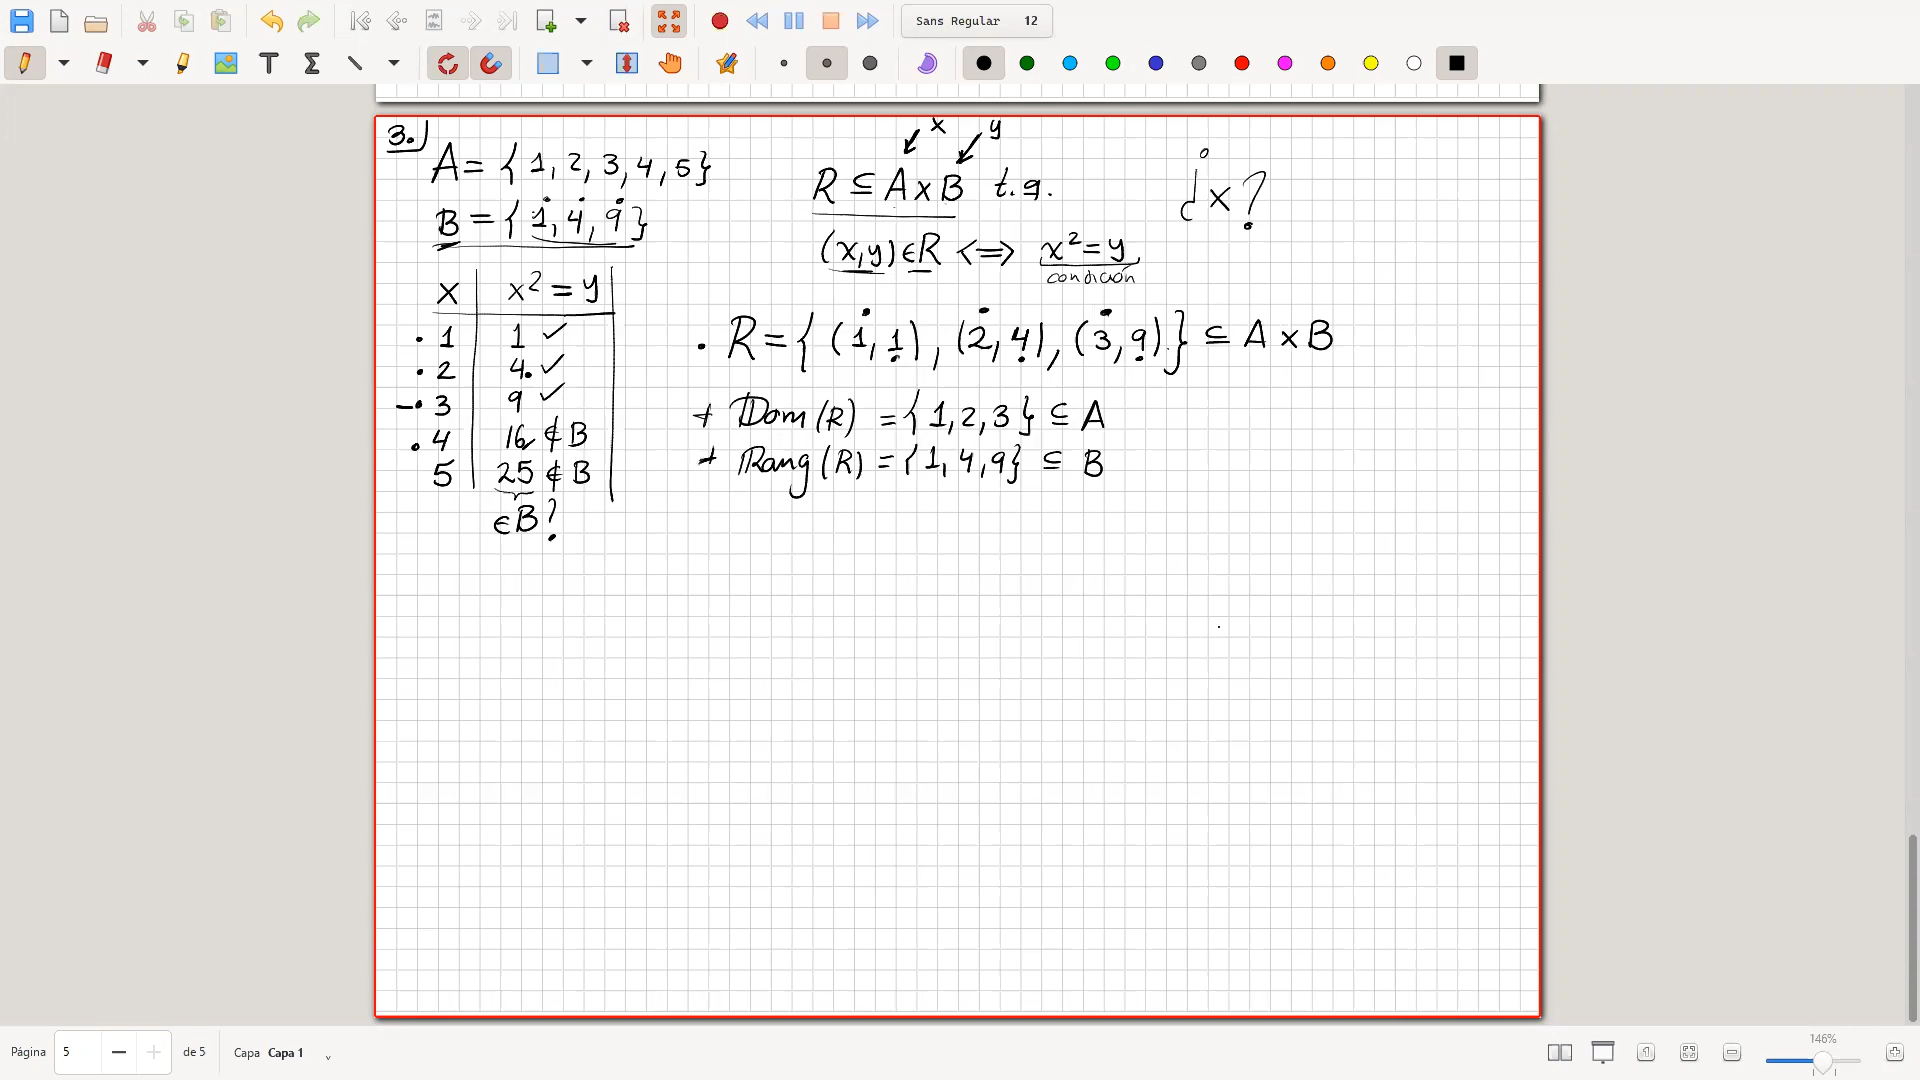 Sans Regular 12
3.)
A = { 1, 2, 3, 4, 5}
B = { 1, 4, 9 }
x y
R ⊆ A x B t.q.
(x,y) ∈ R <=> x² = y
condición
¿x?
x x² = y
1 1 ✓
2 4 ✓
3 9 ✓
4 16 ∉ B
5 25 ∉ B
∈ B?
. R = { (1,1), (2,4), (3,9) } ⊆ A x B
+ Dom (R) = { 1, 2, 3 } ⊆ A
+ Rang (R) = { 1, 4, 9} ⊆ B
Página 5 de 5 Capa Capa 1
146%